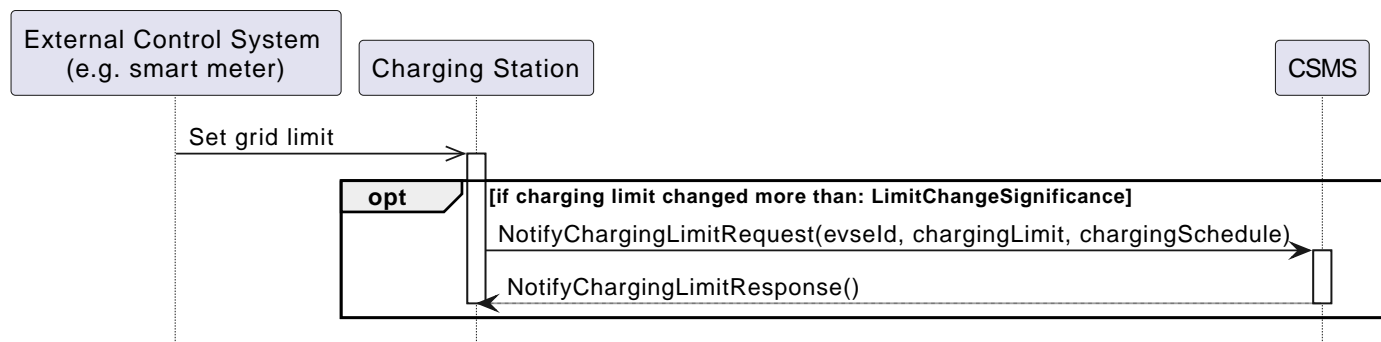 External Control System
(e.g. smart meter)
Charging Station
CSMS
Set grid limit
opt
[if charging limit changed more than: LimitChangeSignificance]
NotifyChargingLimitRequest(evseId, chargingLimit, chargingSchedule)
NotifyChargingLimitResponse()